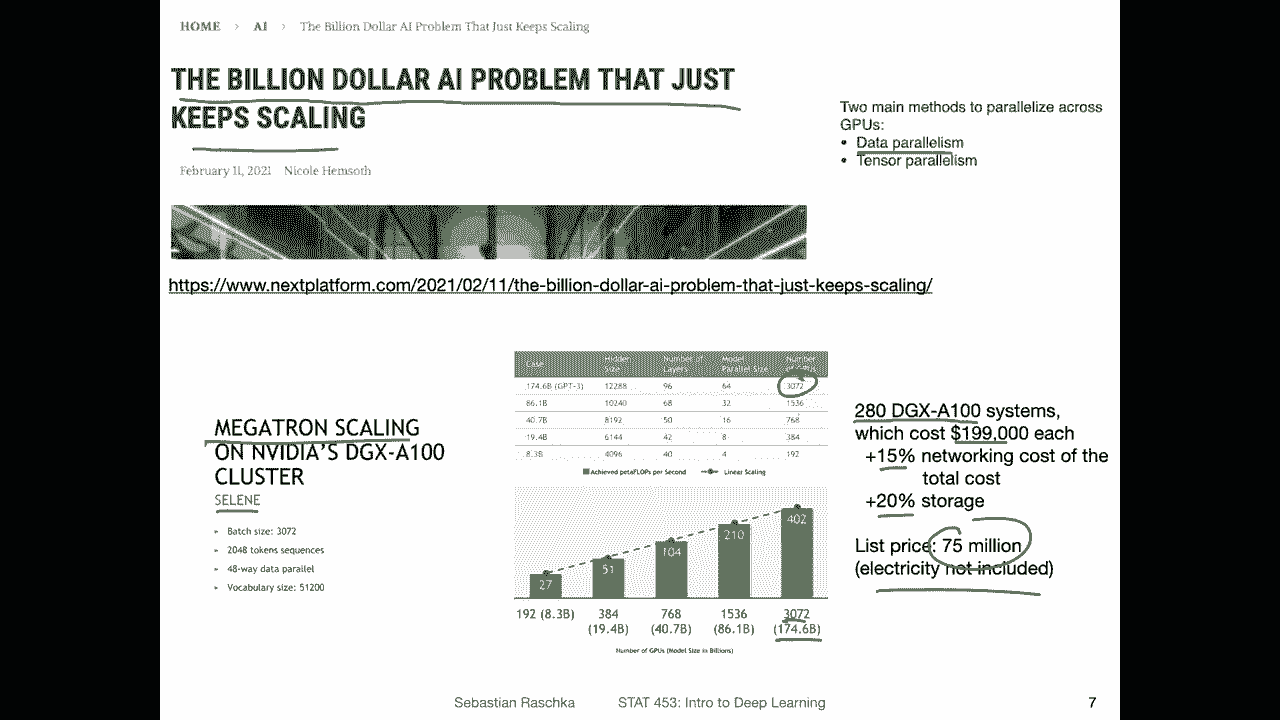 HOME > AI > The Billion Dollar AI Problem That Just Keeps Scaling
THE BILLION DOLLAR AI PROBLEM THAT JUST
KEEPS SCALING
February 11, 2021 Nicole Hemsoth
Two main methods to parallelize across
GPUs:
• Data parallelism
• Tensor parallelism
https://www.nextplatform.com/2021/02/11/the-billion-dollar-ai-problem-that-just-keeps-scaling/
MEGATRON SCALING
ON NVIDIA'S DGX-A100
CLUSTER
SELENE
Batch size: 3072
2048 tokens sequences
48-way data parallel
Vocabulary size: 51200
Case Hidden Size Number of Layers Model Parallel Size Number of GPUs
174.6B (GPT-3) 12288 96 64 3072
86.1B 10240 68 32 1536
40.7B 8192 50 16 768
19.4B 6144 42 8 384
8.3B 4096 40 4 192
Achieved petaFLOPs per Second Linear Scaling
27 51 104 210 402
192 (8.3B) 384 (19.4B) 768 (40.7B) 1536 (86.1B) 3072 (174.6B)
Number of GPUs (Model Size in Billions)
280 DGX-A100 systems,
which cost $199,000 each
+15% networking cost of the
total cost
+20% storage
List price: 75 million
(electricity not included)
Sebastian Raschka STAT 453: Intro to Deep Learning 7